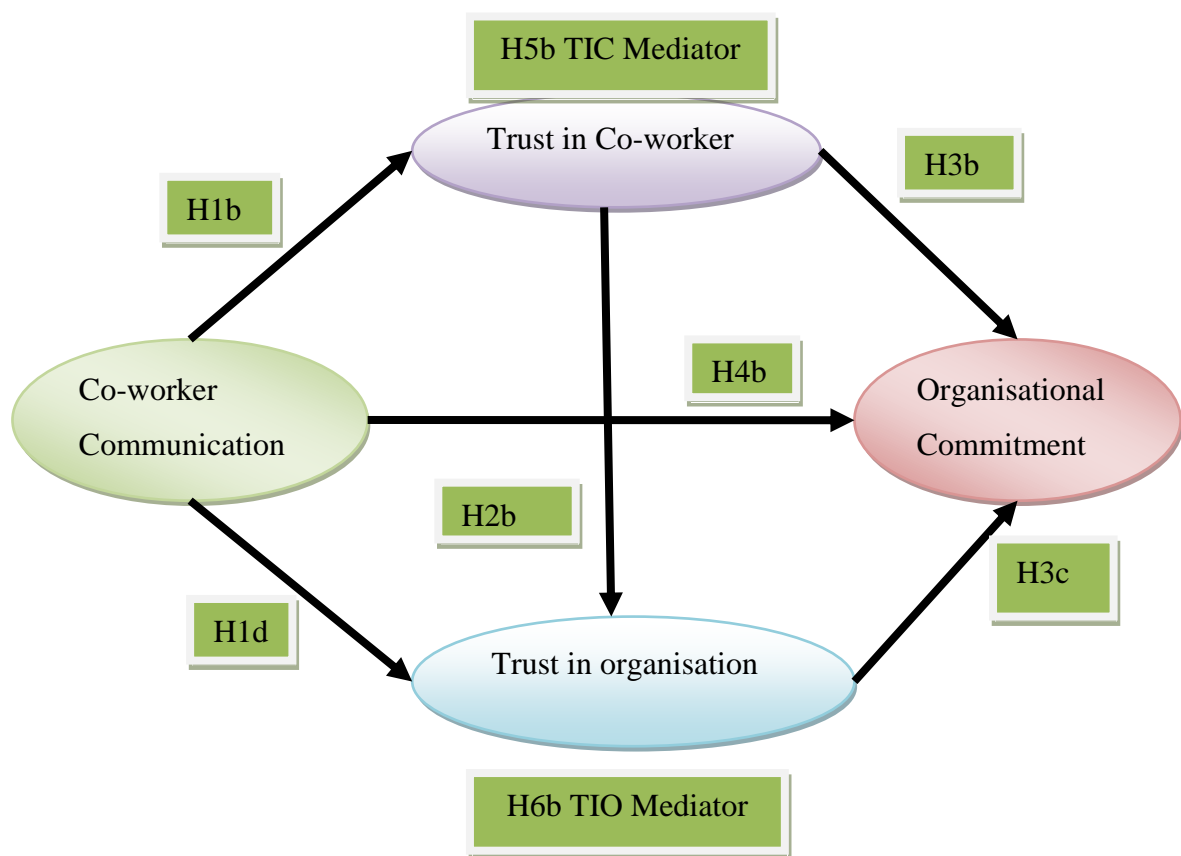 H5b TIC Mediator
Trust in Co-worker
H3b
H1b
H4b
Co-worker
Communication
Organisational
Commitment
H2b
H3c
H1d
Trust in organisation
H6b TIO Mediator